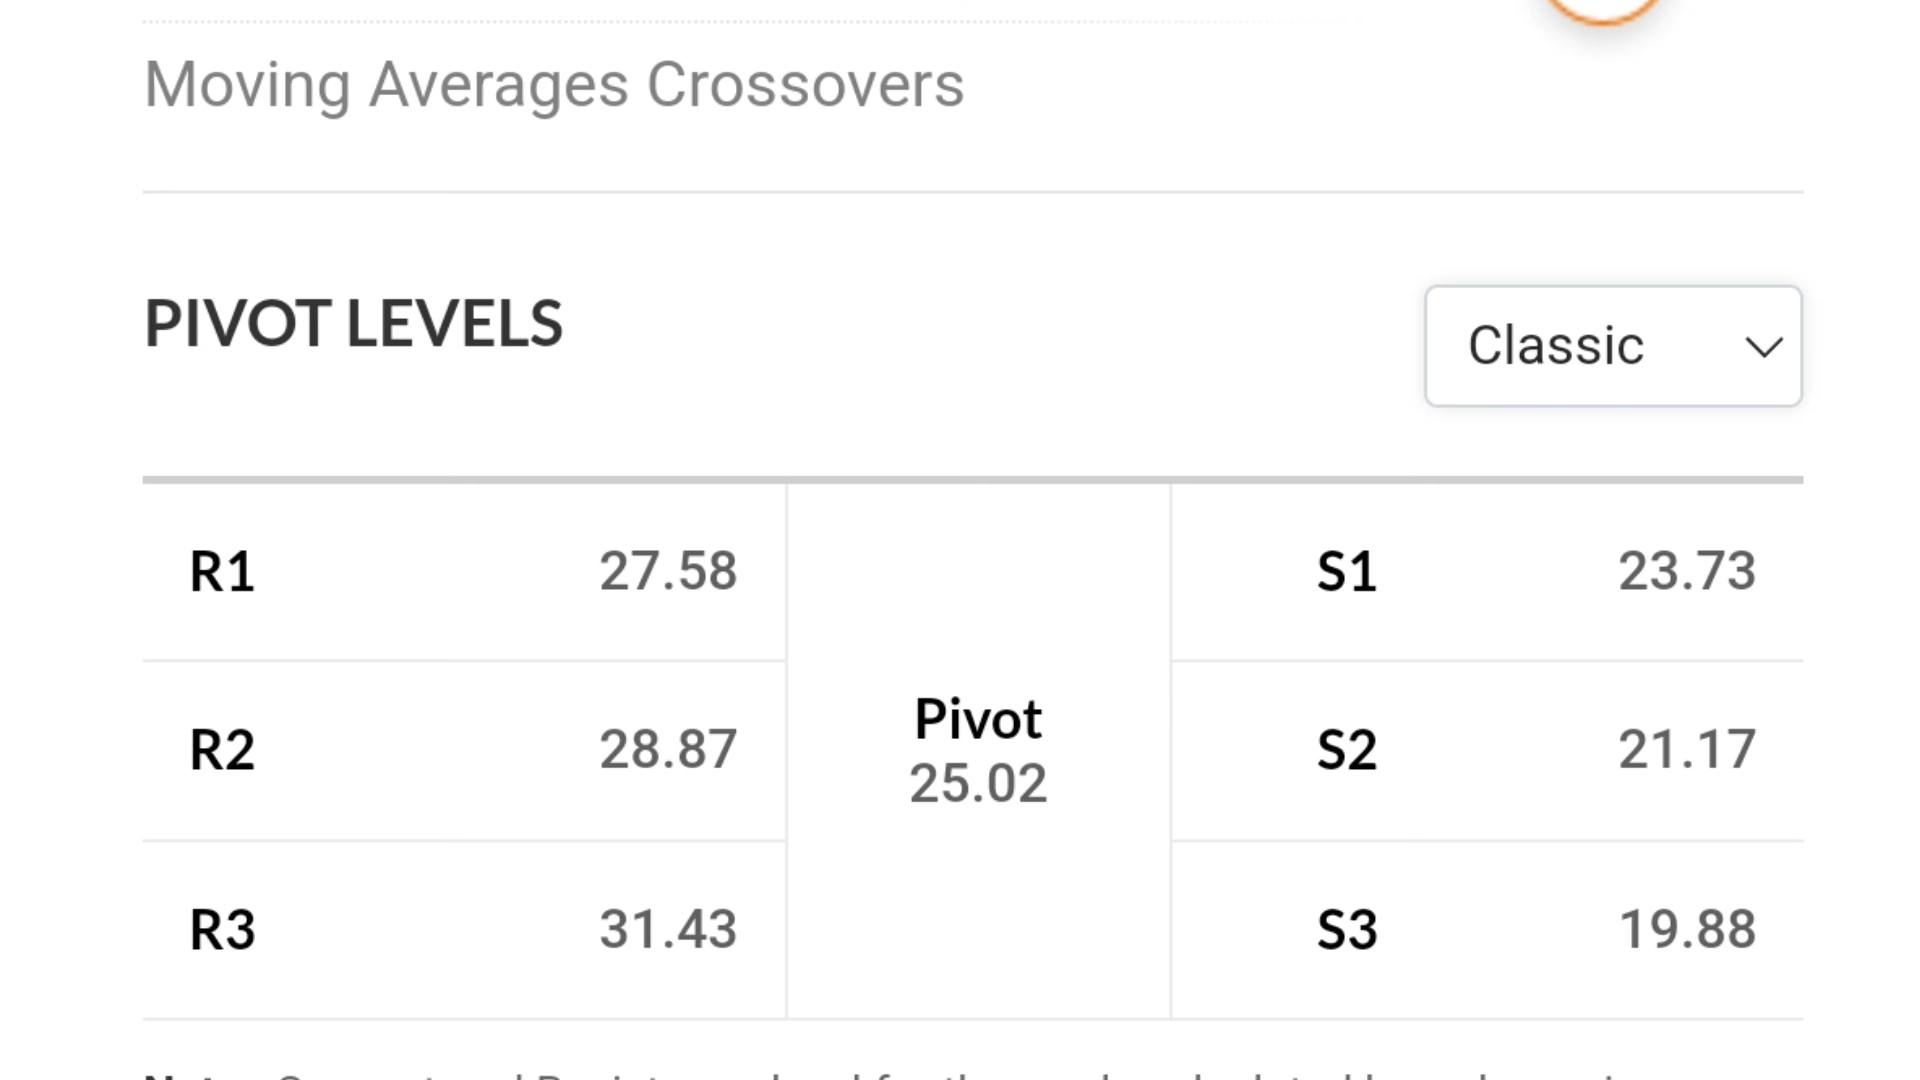 Moving Averages Crossovers
PIVOT LEVELS
Classic
R1 27.58 S1 23.73
Pivot
R2 28.87 S2 21.17
25.02
R3 31.43 S3 19.88